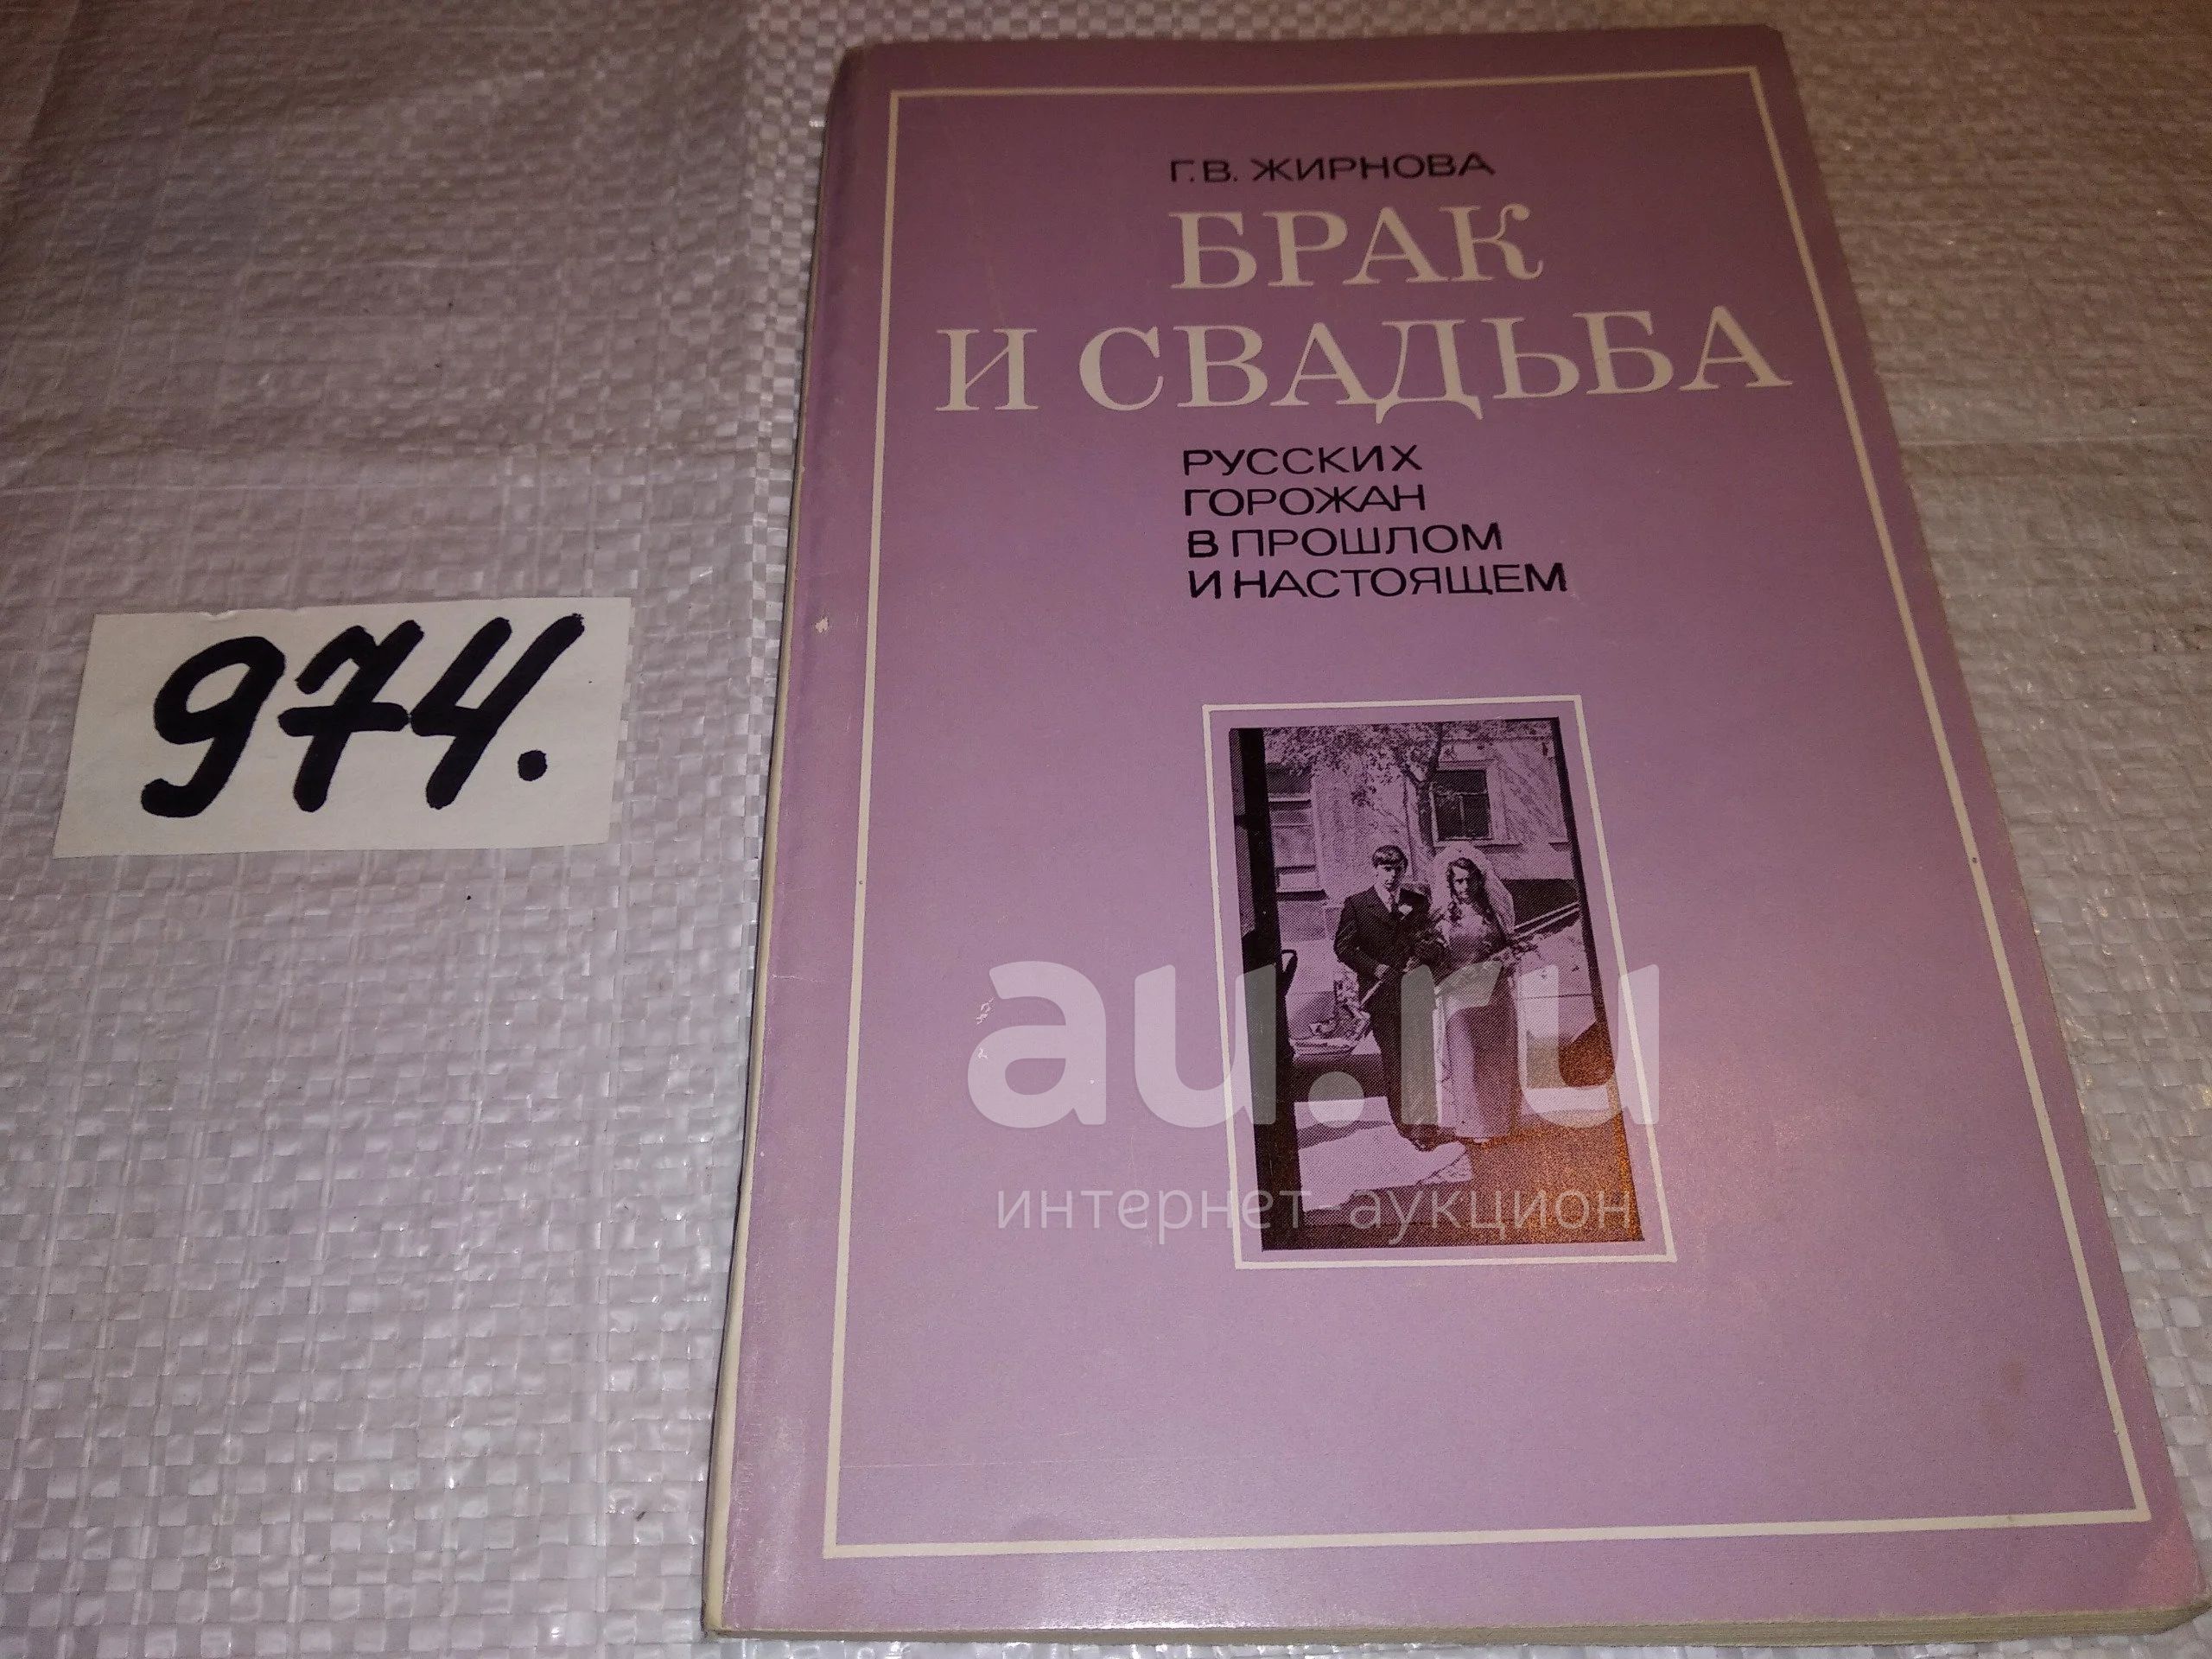 974.
Г.В. ЖИРНОВА
БРАК
И СВАДЬБА
РУССКИХ
ГОРОЖАН
В ПРОШЛОМ
И НАСТОЯЩЕМ
au.ru
интернет аукцион